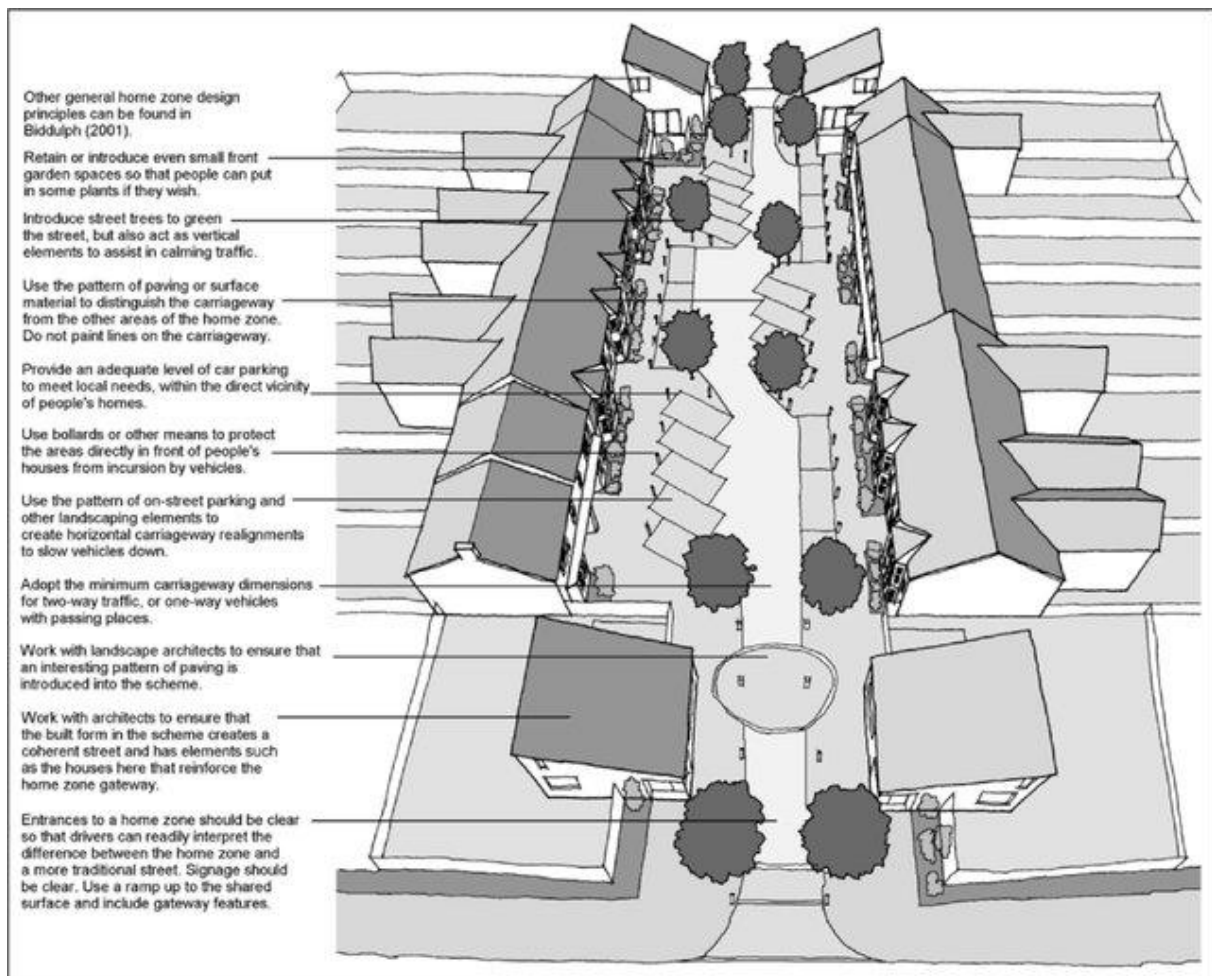 Other general home zone design
principles can be found in
Biddulph (2001).
Retain or introduce even small front
garden spaces so that people can put
in some plants if they wish.
Introduce street trees to green
the street, but also act as vertical
elements to assist in calming traffic.
Use the pattern of paving or surface
material to distinguish the carriageway
from the other areas of the home zone.
Do not paint lines on the carriageway.
Provide an adequate level of car parking
to meet local needs, within the direct vicinity
of people's homes.
Use bollards or other means to protect
the areas directly in front of people's
houses from incursion by vehicles.
Use the pattern of on-street parking and
other landscaping elements to
create horizontal carriageway realignments
to slow vehicles down.
Adopt the minimum carriageway dimensions
for two-way traffic, or one-way vehicles
with passing places.
Work with landscape architects to ensure that
an interesting pattern of paving is
introduced into the scheme.
Work with architects to ensure that
the built form in the scheme creates a
coherent street and has elements such
as the houses here that reinforce the
home zone gateway.
Entrances to a home zone should be clear
so that drivers can readily interpret the
difference between the home zone and
a more traditional street. Signage should
be clear. Use a ramp up to the shared
surface and include gateway features.